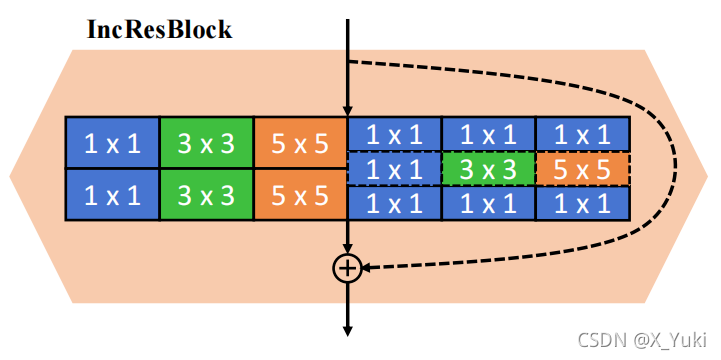 IncResBlock
1 x 1 3 x 3 5 x 5 1 x 1 1 x 1 1 x 1
1 x 1 3 x 3 5 x 5
1 x 1 3 x 3 5 x 5 1 x 1 1 x 1 1 x 1
CSDN @X_Yuki